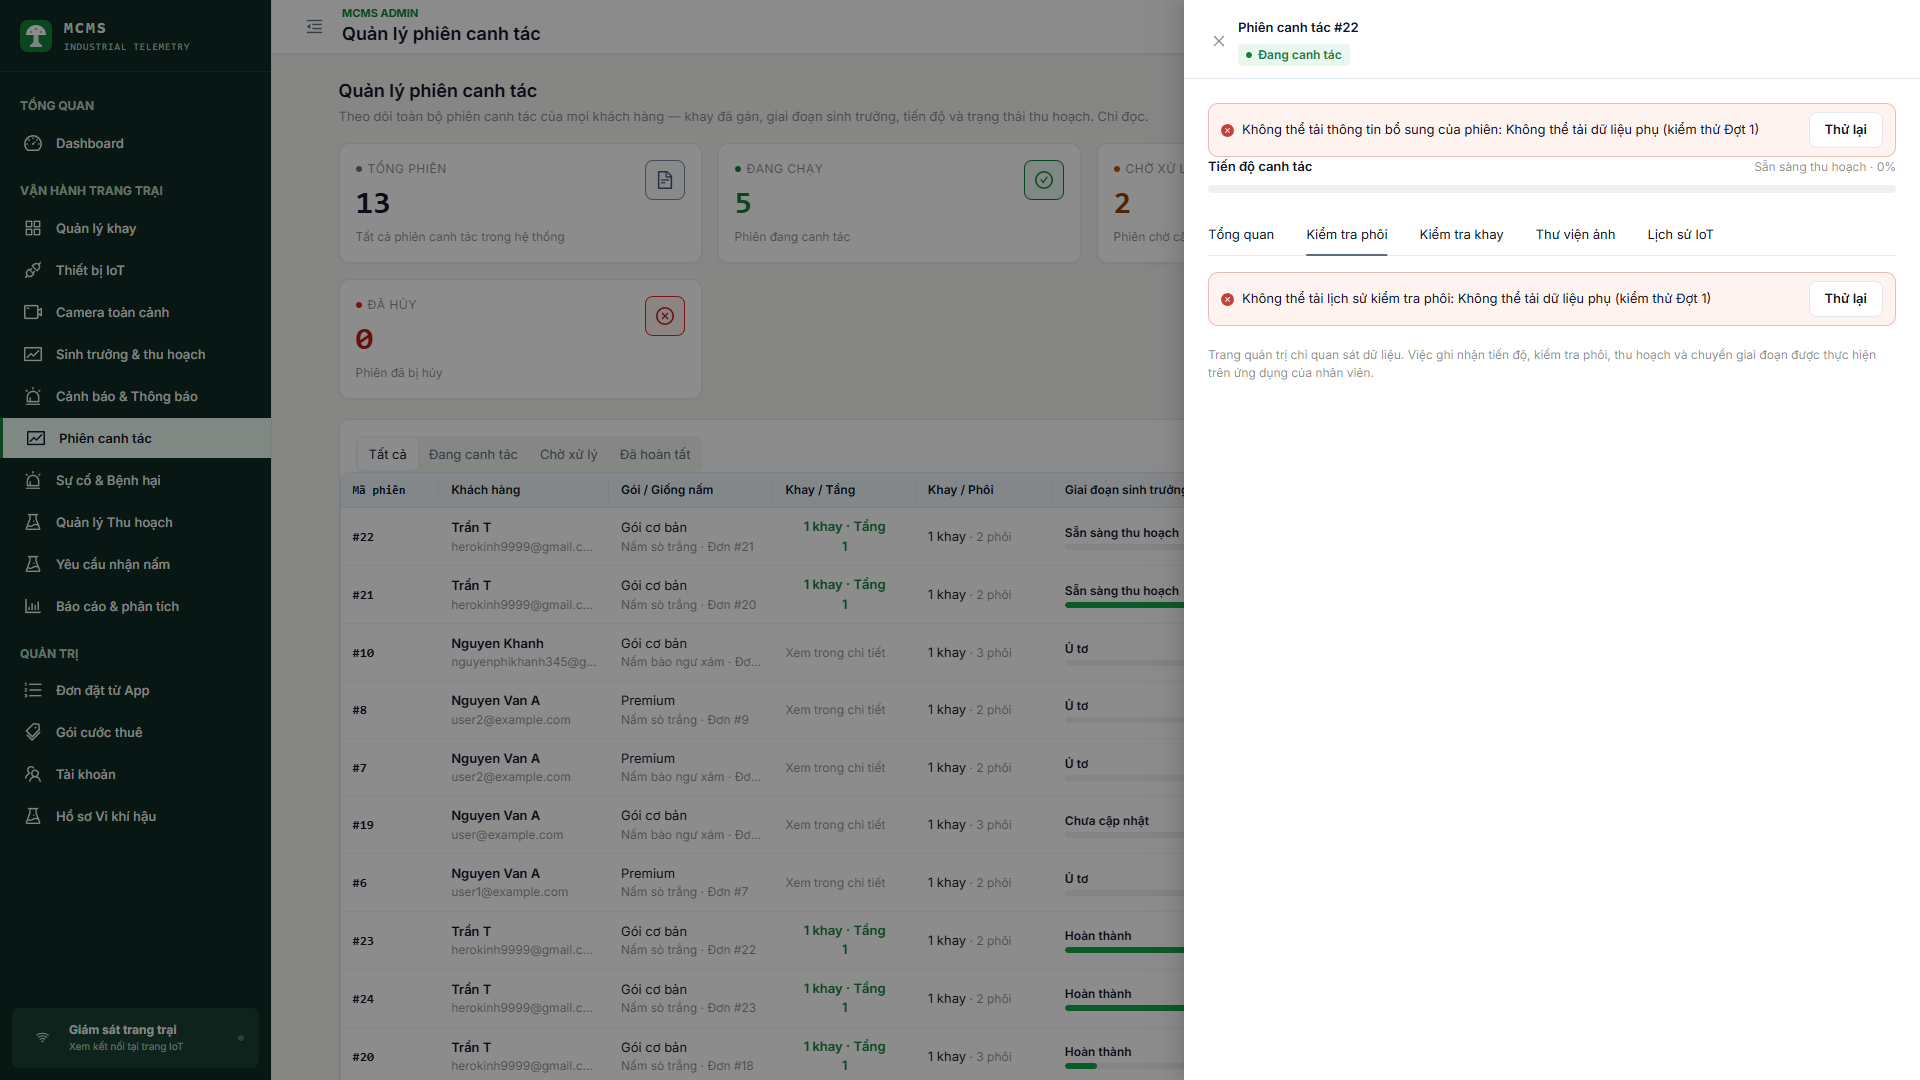 MCMS
INDUSTRIAL TELEMETRY
TỔNG QUAN
Dashboard
VẬN HÀNH TRANG TRẠI
Quản lý khay
Thiết bị IoT
Camera toàn cảnh
Sinh trưởng & thu hoạch
Cảnh báo & Thông báo
Phiên canh tác
Sự cố & Bệnh hại
Quản lý Thu hoạch
Yêu cầu nhận nấm
Báo cáo & phân tích
QUẢN TRỊ
Đơn đặt từ App
Gói cước thuê
Tài khoản
Hồ sơ Vi khí hậu
Giám sát trang trại
Xem kết nối tại trang IoT
MCMS ADMIN
Quản lý phiên canh tác
Quản lý phiên canh tác
Theo dõi toàn bộ phiên canh tác của mọi khách hàng — khay đã gán, giai đoạn sinh trưởng, tiến độ và trạng thái thu hoạch. Chỉ đọc.
TỔNG PHIÊN
13
Tất cả phiên canh tác trong hệ thống
ĐANG CHẠY
5
Phiên đang canh tác
CHỜ XỬ L
2
Phiên chờ cấ
ĐÃ HỦY
0
Phiên đã bị hủy
Tất cả Đang canh tác Chờ xử lý Đã hoàn tất
Mã phiên Khách hàng Gói / Giống nấm Khay / Tầng Khay / Phôi Giai đoạn sinh trưởng
#22 Trần T Gói cơ bản 1 khay · Tầng 1 khay · 2 phôi Sẵn sàng thu hoạch
herokinh9999@gmail.c... Nấm sò trắng · Đơn #21 1
#21 Trần T Gói cơ bản 1 khay · Tầng 1 khay · 2 phôi Sẵn sàng thu hoạch
herokinh9999@gmail.c... Nấm sò trắng · Đơn #20 1
#10 Nguyen Khanh Gói cơ bản Xem trong chi tiết 1 khay · 3 phôi Ủ tơ
nguyenphikhanh345@g... Nấm bào ngư xám · Đơ...
#8 Nguyen Van A Premium Xem trong chi tiết 1 khay · 2 phôi Ủ tơ
user2@example.com Nấm sò trắng · Đơn #9
#7 Nguyen Van A Premium Xem trong chi tiết 1 khay · 2 phôi Ủ tơ
user2@example.com Nấm bào ngư xám · Đơ...
#19 Nguyen Van A Gói cơ bản Xem trong chi tiết 1 khay · 3 phôi Chưa cập nhật
user@example.com Nấm bào ngư xám · Đơ...
#6 Nguyen Van A Premium Xem trong chi tiết 1 khay · 2 phôi Ủ tơ
user1@example.com Nấm sò trắng · Đơn #7
#23 Trần T Gói cơ bản 1 khay · Tầng 1 khay · 2 phôi Hoàn thành
herokinh9999@gmail.c... Nấm sò trắng · Đơn #22 1
#24 Trần T Gói cơ bản 1 khay · Tầng 1 khay · 2 phôi Hoàn thành
herokinh9999@gmail.c... Nấm sò trắng · Đơn #23 1
#20 Trần T Gói cơ bản 1 khay · Tầng 1 khay · 3 phôi Hoàn thành
herokinh9999@gmail.c... Nấm sò trắng · Đơn #18 1
Phiên canh tác #22
Đang canh tác
Không thể tải thông tin bổ sung của phiên: Không thể tải dữ liệu phụ (kiểm thử Đợt 1) Thử lại
Tiến độ canh tác Sẵn sàng thu hoạch · 0%
Tổng quan Kiểm tra phôi Kiểm tra khay Thư viện ảnh Lịch sử IoT
Không thể tải lịch sử kiểm tra phôi: Không thể tải dữ liệu phụ (kiểm thử Đợt 1) Thử lại
Trang quản trị chỉ quan sát dữ liệu. Việc ghi nhận tiến độ, kiểm tra phôi, thu hoạch và chuyển giai đoạn được thực hiện
trên ứng dụng của nhân viên.